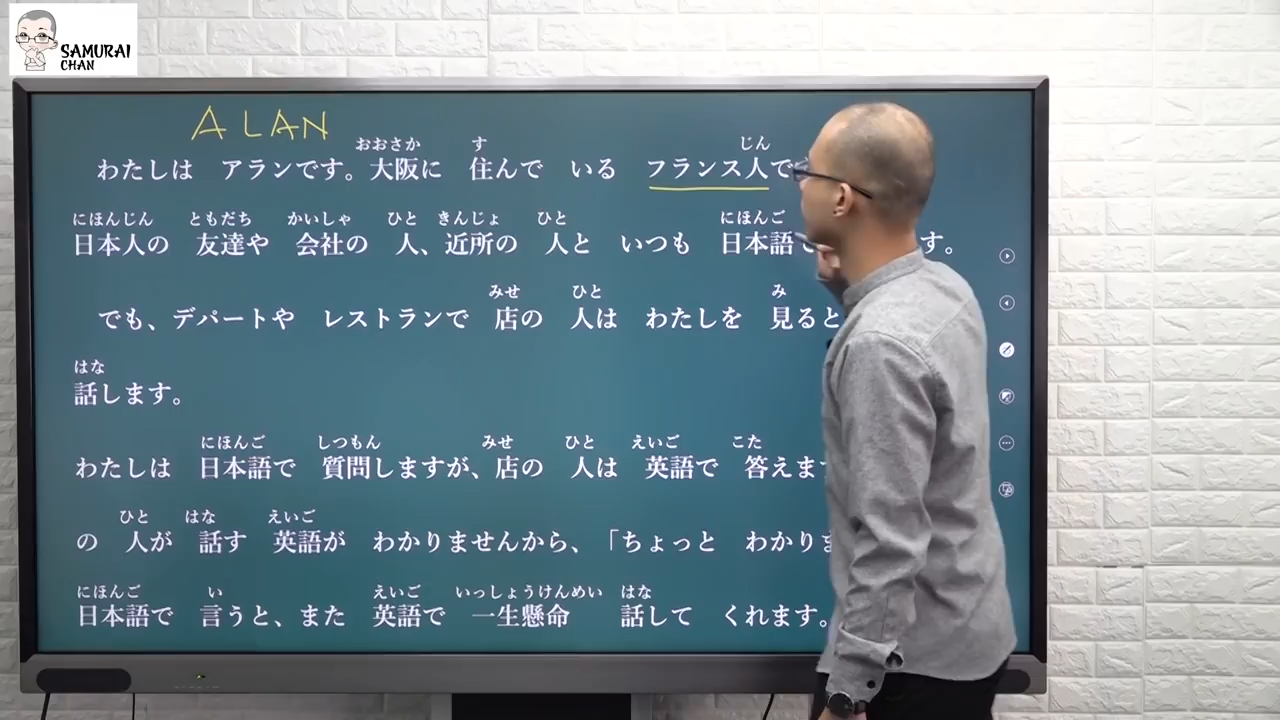 SAMURAI
CHAN
ALAN
おおさか す じん
わたしは アランです。大阪に 住んで いる フランス人で
にほんじん ともだち かいしゃ ひと きんじょ ひと にほんご
日本人の 友達や 会社の 人、近所の 人と いつも 日本語で す。
みせ ひと み
でも、デパートや レストランで 店の 人は わたしを 見ると
はな
話します。
にほんご しつもん みせ ひと えいご こた
わたしは 日本語で 質問しますが、店の 人は 英語で 答えます
ひと はな えいご
の 人が 話す 英語が わかりませんから、「ちょっと わかりま
にほんご い えいご いっしょうけんめい はな
日本語で 言うと、また 英語で 一生懸命 話して くれます。